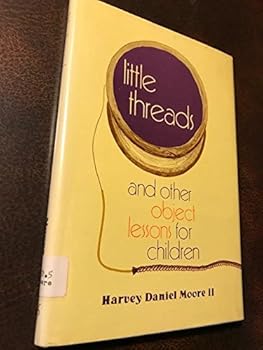 little
threads
and other
object
lessons for
children
Harvey Daniel Moore II